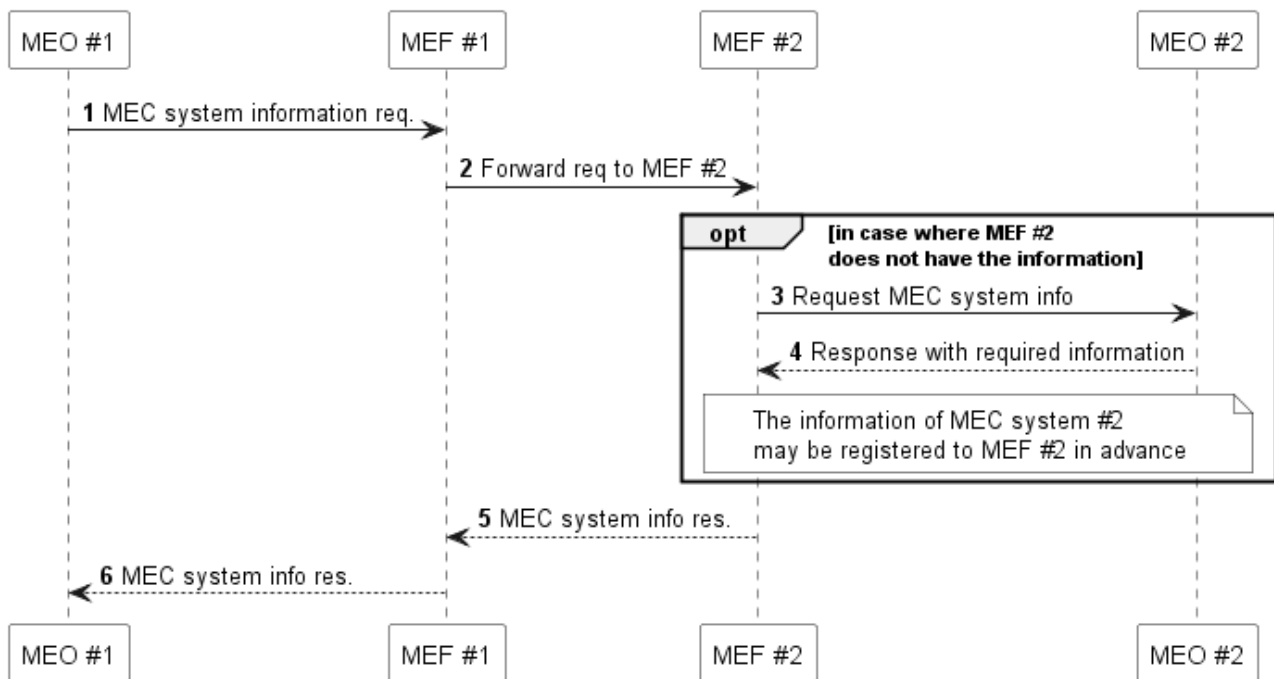 MEO #1
MEF #1
MEF #2
MEO #2
1 MEC system information req.
2 Forward req to MEF #2
opt
[in case where MEF #2
does not have the information]
3 Request MEC system info
4 Response with required information
The information of MEC system #2
may be registered to MEF #2 in advance
5 MEC system info res.
6 MEC system info res.
MEO #1
MEF #1
MEF #2
MEO #2